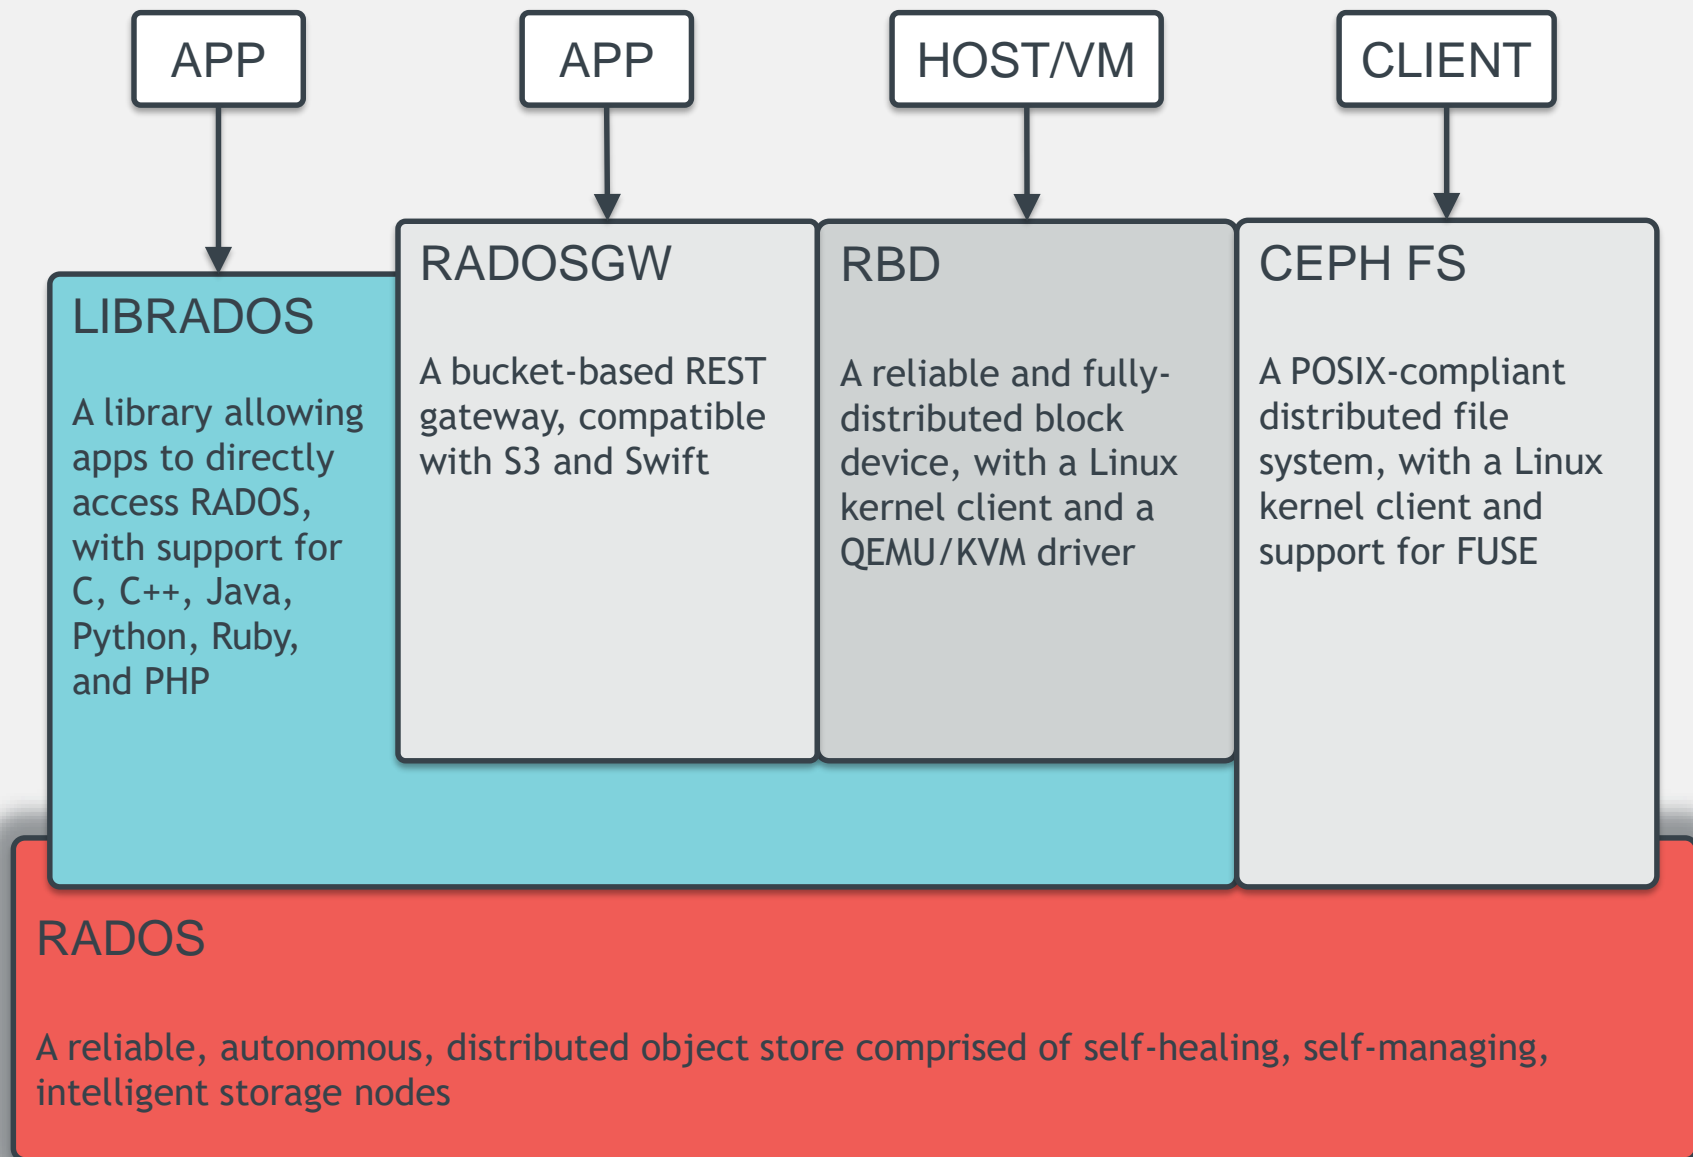 APP
APP
HOST/VM
CLIENT
LIBRADOS
A library allowing
apps to directly
access RADOS,
with support for
C, C++, Java,
Python, Ruby,
and PHP
RADOSGW
A bucket-based REST
gateway, compatible
with S3 and Swift
RBD
A reliable and fully-
distributed block
device, with a Linux
kernel client and a
QEMU/KVM driver
CEPH FS
A POSIX-compliant
distributed file
system, with a Linux
kernel client and
support for FUSE
RADOS
A reliable, autonomous, distributed object store comprised of self-healing, self-managing,
intelligent storage nodes